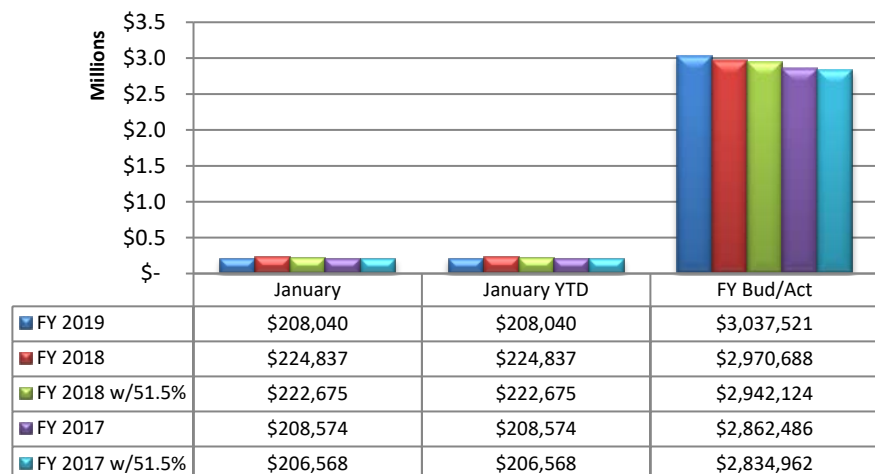 Millions
$3.5
$3.0
$2.5
$2.0
$1.5
$1.0
$0.5
$-
January January YTD FY Bud/Act
FY 2019 $208,040 $208,040 $3,037,521
FY 2018 $224,837 $224,837 $2,970,688
FY 2018 w/51.5% $222,675 $222,675 $2,942,124
FY 2017 $208,574 $208,574 $2,862,486
FY 2017 w/51.5% $206,568 $206,568 $2,834,962